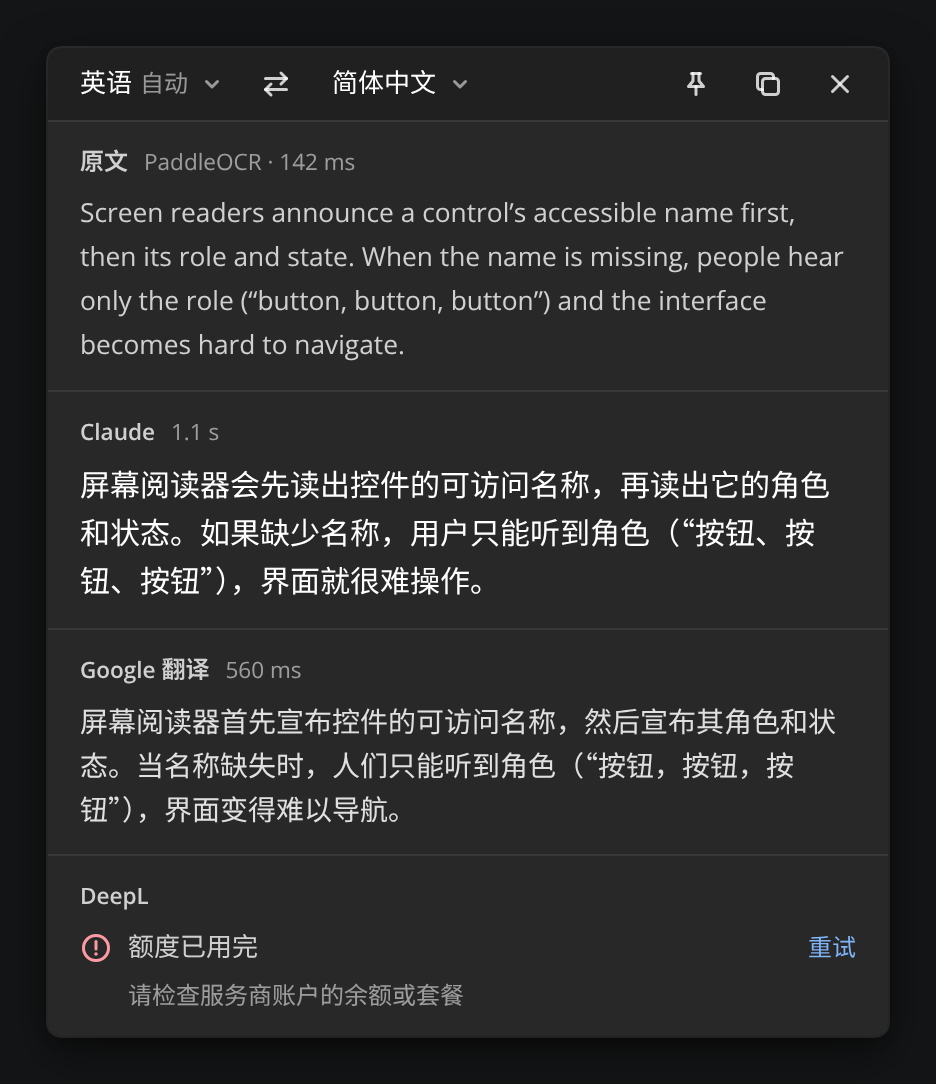 英语 自动 简体中文
原文 PaddleOCR · 142 ms
Screen readers announce a control’s accessible name first,
then its role and state. When the name is missing, people hear
only the role (“button, button, button”) and the interface
becomes hard to navigate.
Claude 1.1 s
屏幕阅读器会先读出控件的可访问名称，再读出它的角色
和状态。如果缺少名称，用户只能听到角色（“按钮、按
钮、按钮”），界面就很难操作。
Google 翻译 560 ms
屏幕阅读器首先宣布控件的可访问名称，然后宣布其角色和状
态。当名称缺失时，人们只能听到角色（“按钮，按钮，按
钮”），界面变得难以导航。
DeepL
额度已用完 重试
请检查服务商账户的余额或套餐